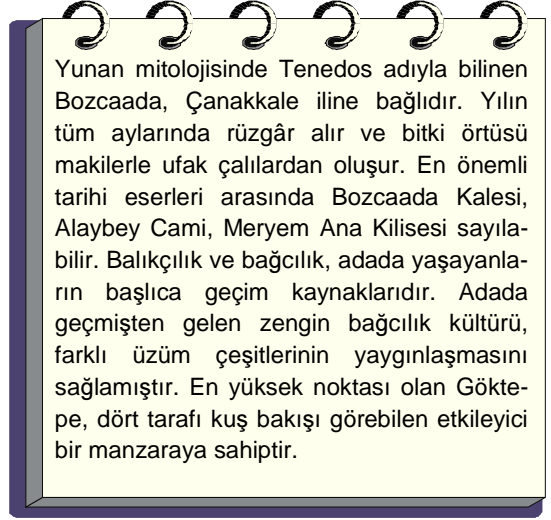 Yunan mitolojisinde Tenedos adıyla bilinen
Bozcaada, Çanakkale iline bağlıdır. Yılın
tüm aylarında rüzgâr alır ve bitki örtüsü
makilerle ufak çalılardan oluşur. En önemli
tarihi eserleri arasında Bozcaada Kalesi,
Alaybey Cami, Meryem Ana Kilisesi sayıla-
bilir. Balıkçılık ve bağcılık, adada yaşayanla-
rın başlıca geçim kaynaklarıdır. Adada
geçmişten gelen zengin bağcılık kültürü,
farklı üzüm çeşitlerinin yaygınlaşmasını
sağlamıştır. En yüksek noktası olan Gökte-
pe, dört tarafı kuş bakışı görebilen etkileyici
bir manzaraya sahiptir.